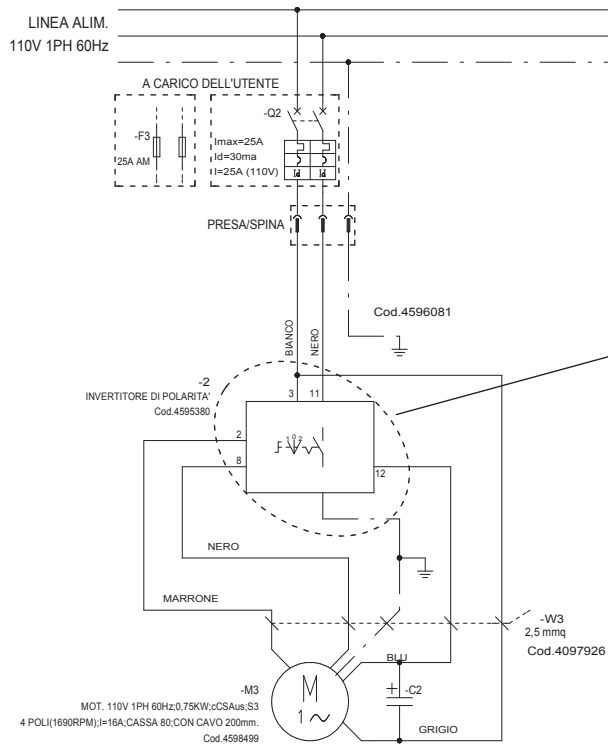 LINEA ALIM.
110V 1PH 60Hz
A CARICO DELL'UTENTE
-Q2
-F3
25A AM
Imax=25A
Id=30ma
I=25A (110V)
Id Id
PRESA/SPINA
Cod.4596081
BIANCO
NERO
-2
INVERTITORE DI POLARITA'
Cod.4595380
3 11
2
1 0 2
8
12
NERO
MARRONE
-W3
2,5 mmq
Cod.4097926
BLU
-M3
M
1
+
-C2
MOT. 110V 1PH 60Hz;0,75KW;cCSAus;S3
4 POLI(1690RPM);I=16A;CASSA 80;CON CAVO 200mm.
Cod.4598499
GRIGIO